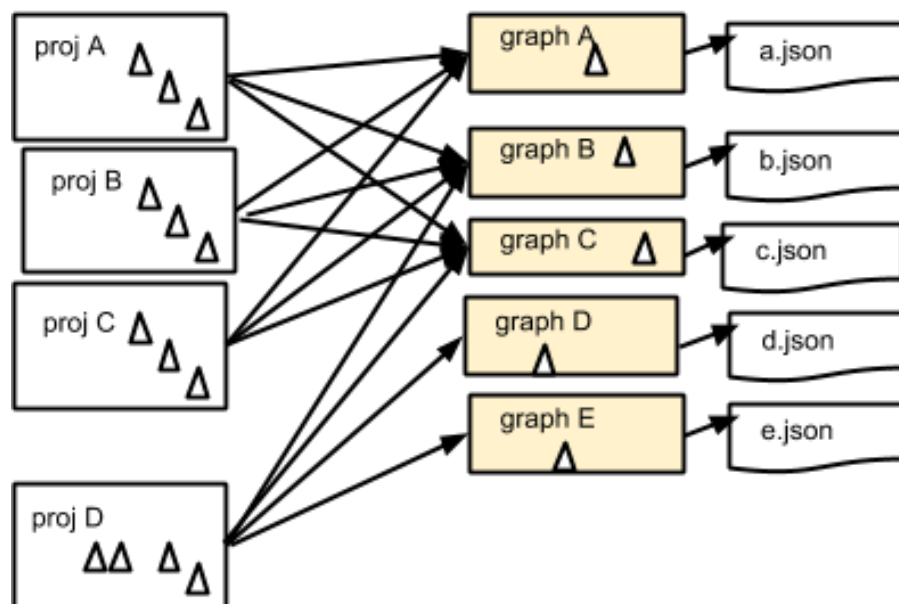 proj A
graph A
a.json
proj B
graph B
b.json
graph C
c.json
proj C
graph D
d.json
graph E
e.json
proj D